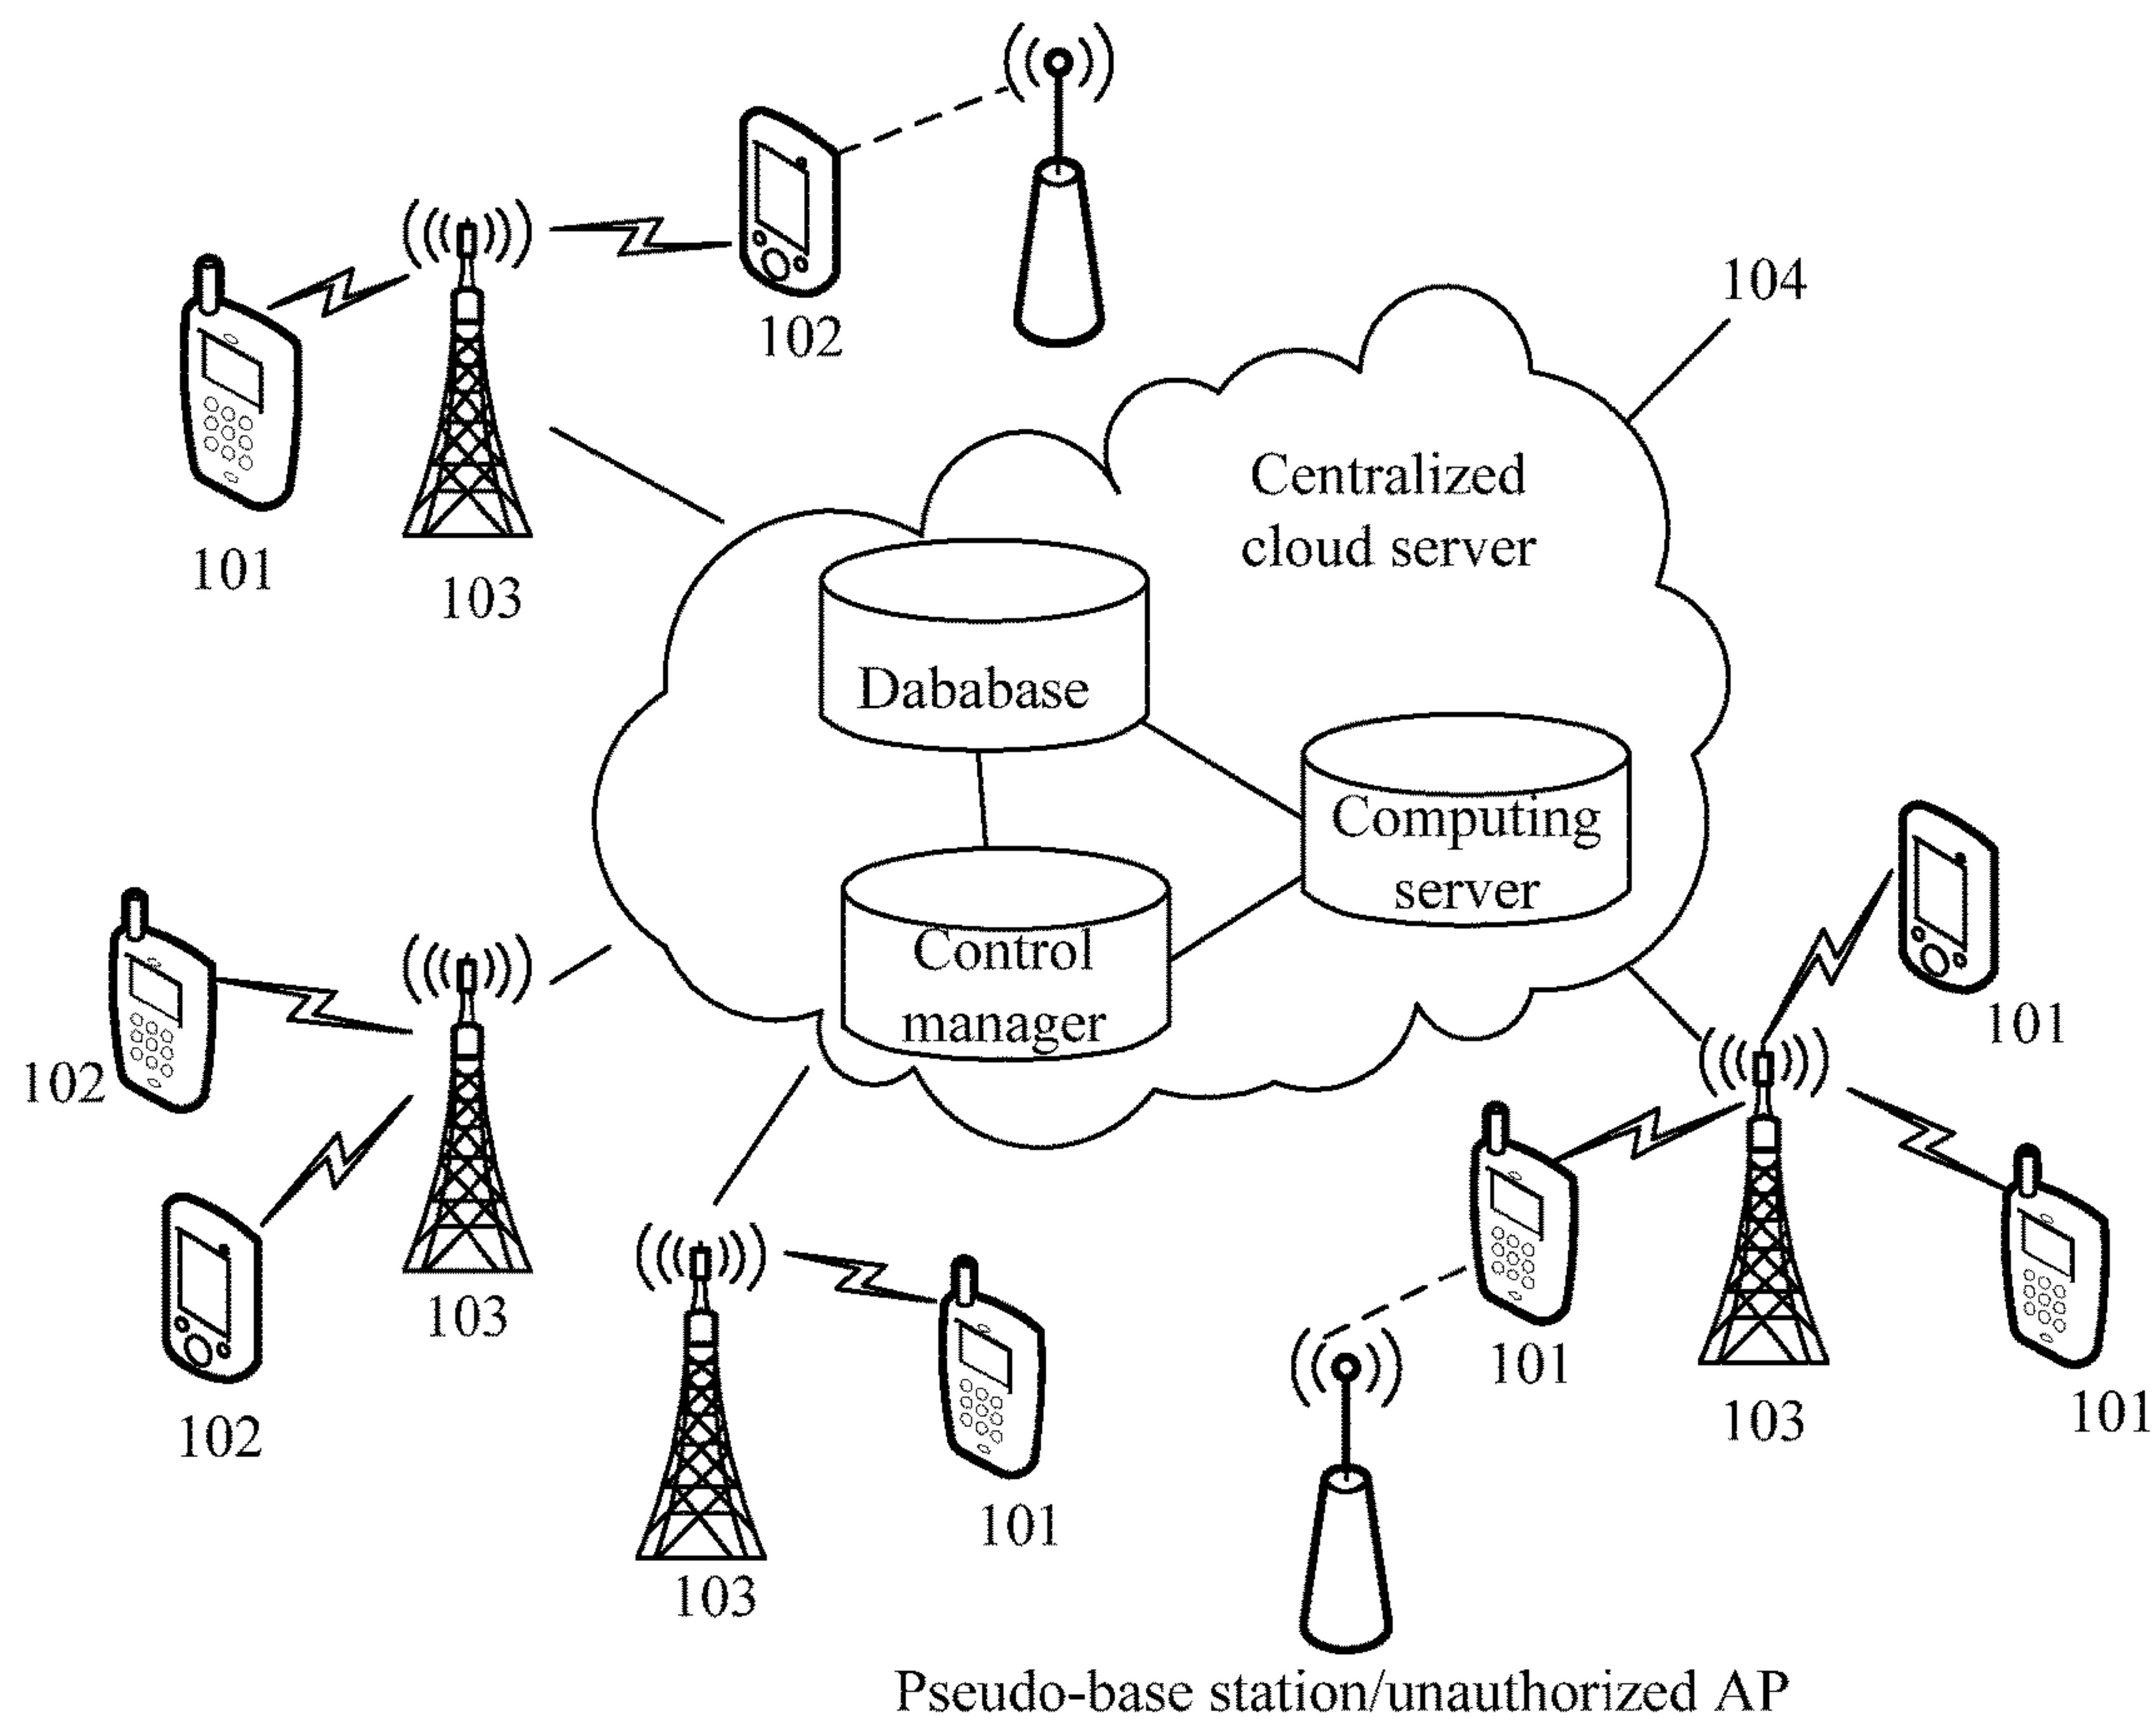 104
102
Centralized
cloud server
101
103
Dababase
Computing
server
Control
manager
101
102
103
101
101
103
102
101
103
Pseudo-base station/unauthorized AP